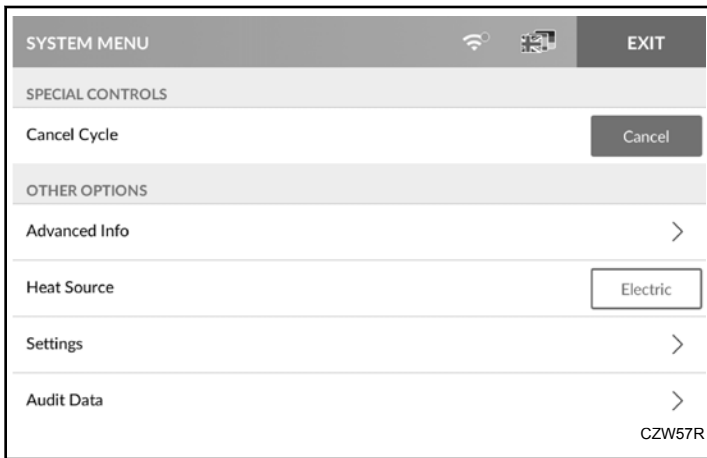 SYSTEM MENU EXIT
SPECIAL CONTROLS
Cancel Cycle Cancel
OTHER OPTIONS
Advanced Info
Heat Source Electric
Settings
Audit Data
CZW57R